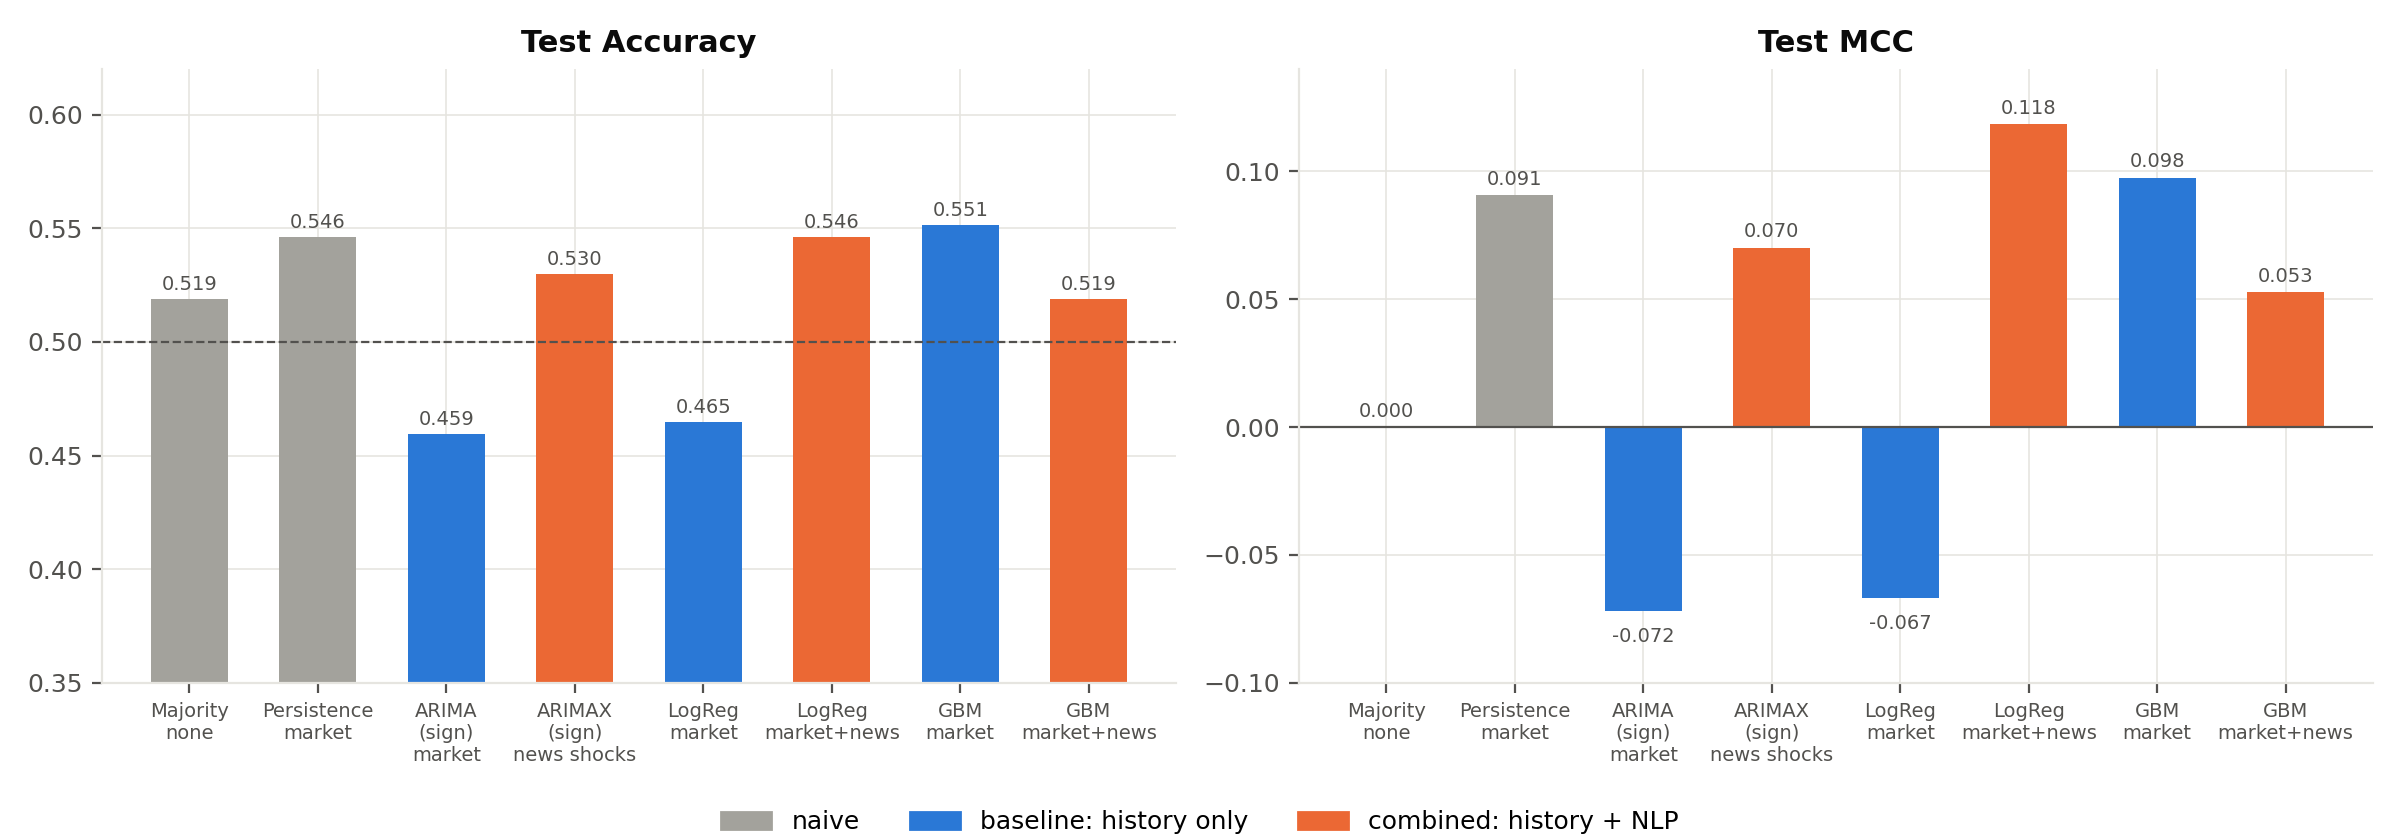 Test Accuracy
0.60
0.55
0.50
0.45
0.40
0.35
0.519
0.546
0.459
0.530
0.465
0.546
0.551
0.519
Majority
none
Persistence
market
ARIMA
(sign)
market
ARIMAX
(sign)
news shocks
LogReg
market
LogReg
market+news
GBM
market
GBM
market+news
Test MCC
0.10
0.05
0.00
−0.05
−0.10
0.000
0.091
-0.072
0.070
-0.067
0.118
0.098
0.053
Majority
none
Persistence
market
ARIMA
(sign)
market
ARIMAX
(sign)
news shocks
LogReg
market
LogReg
market+news
GBM
market
GBM
market+news
naive
baseline: history only
combined: history + NLP